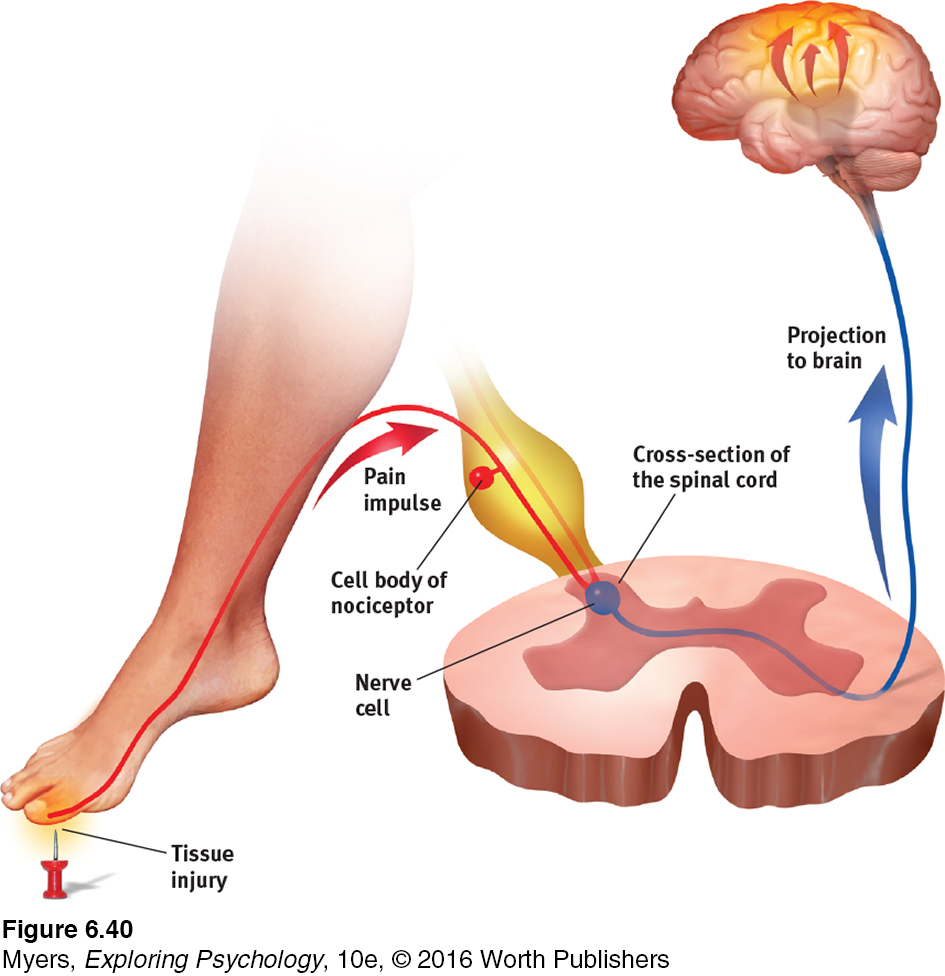 Projection
to brain
Cross-section of
the spinal cord
Pain
impulse
Cell body of
nociceptor
Nerve
cell
Tissue
injury
Figure 6.40
Myers, Exploring Psychology, 10e, © 2016 Worth Publishers